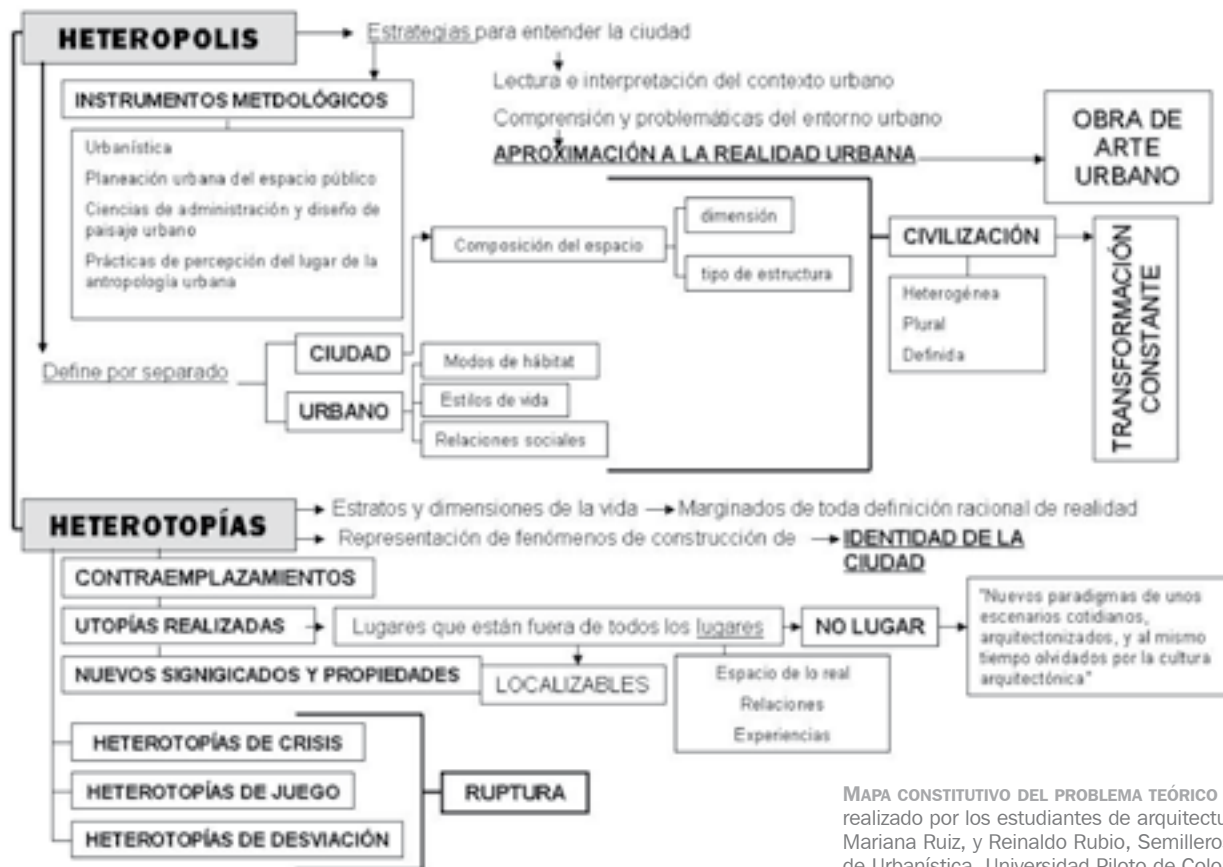 HETEROPOLIS
Estrategias para entender la ciudad
INSTRUMENTOS METDOLÓGICOS
Lectura e interpretación del contexto urbano
Comprensión y problemáticas del entorno urbano
APROXIMACIÓN A LA REALIDAD URBANA
OBRA DE
ARTE
URBANO
Urbanística
Planeación urbana del espacio público
Ciencias de administración y diseño de
paisaje urbano
Prácticas de percepción del lugar de la
antropología urbana
Composición del espacio
dimensión
tipo de estructura
CIVILIZACIÓN
Heterogénea
Plural
Definida
TRANSFORMACIÓN
CONSTANTE
Define por separado
CIUDAD
URBANO
Modos de hábitat
Estilos de vida
Relaciones sociales
HETEROTOPÍAS
Estratos y dimensiones de la vida
Marginados de toda definición racional de realidad
Representación de fenómenos de construcción de
IDENTIDAD DE LA
CIUDAD
CONTRAEMPLAZAMIENTOS
UTOPÍAS REALIZADAS
Lugares que están fuera de todos los lugares
NO LUGAR
"Nuevos paradigmas de unos
escenarios cotidianos,
arquitectonizados, y al mismo
tiempo olvidados por la cultura
arquitectónica"
NUEVOS SIGNIGICADOS Y PROPIEDADES
LOCALIZABLES
Espacio de lo real
Relaciones
Experiencias
HETEROTOPÍAS DE CRISIS
HETEROTOPÍAS DE JUEGO
HETEROTOPÍAS DE DESVIACIÓN
RUPTURA
MAPA CONSTITUTIVO DEL PROBLEMA TEÓRICO
realizado por los estudiantes de
Mariana Ruiz, y Reinaldo Rubio, Semillero
de Urbanística, Universidad Piloto de